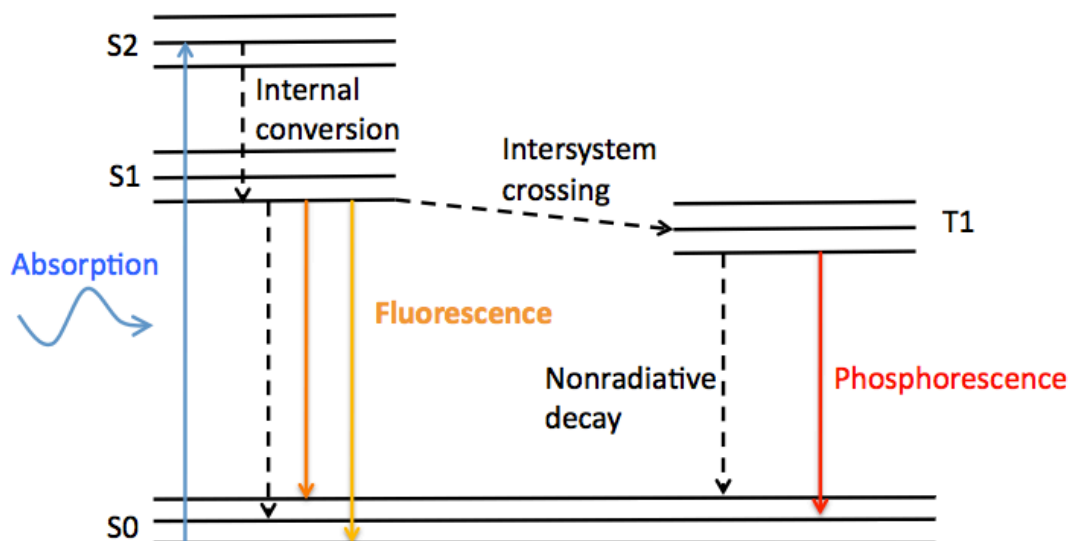 S2
Internal
conversion
S1
Intersystem
crossing
T1
Absorption
Fluorescence
Nonradiative
decay
Phosphorescence
S0